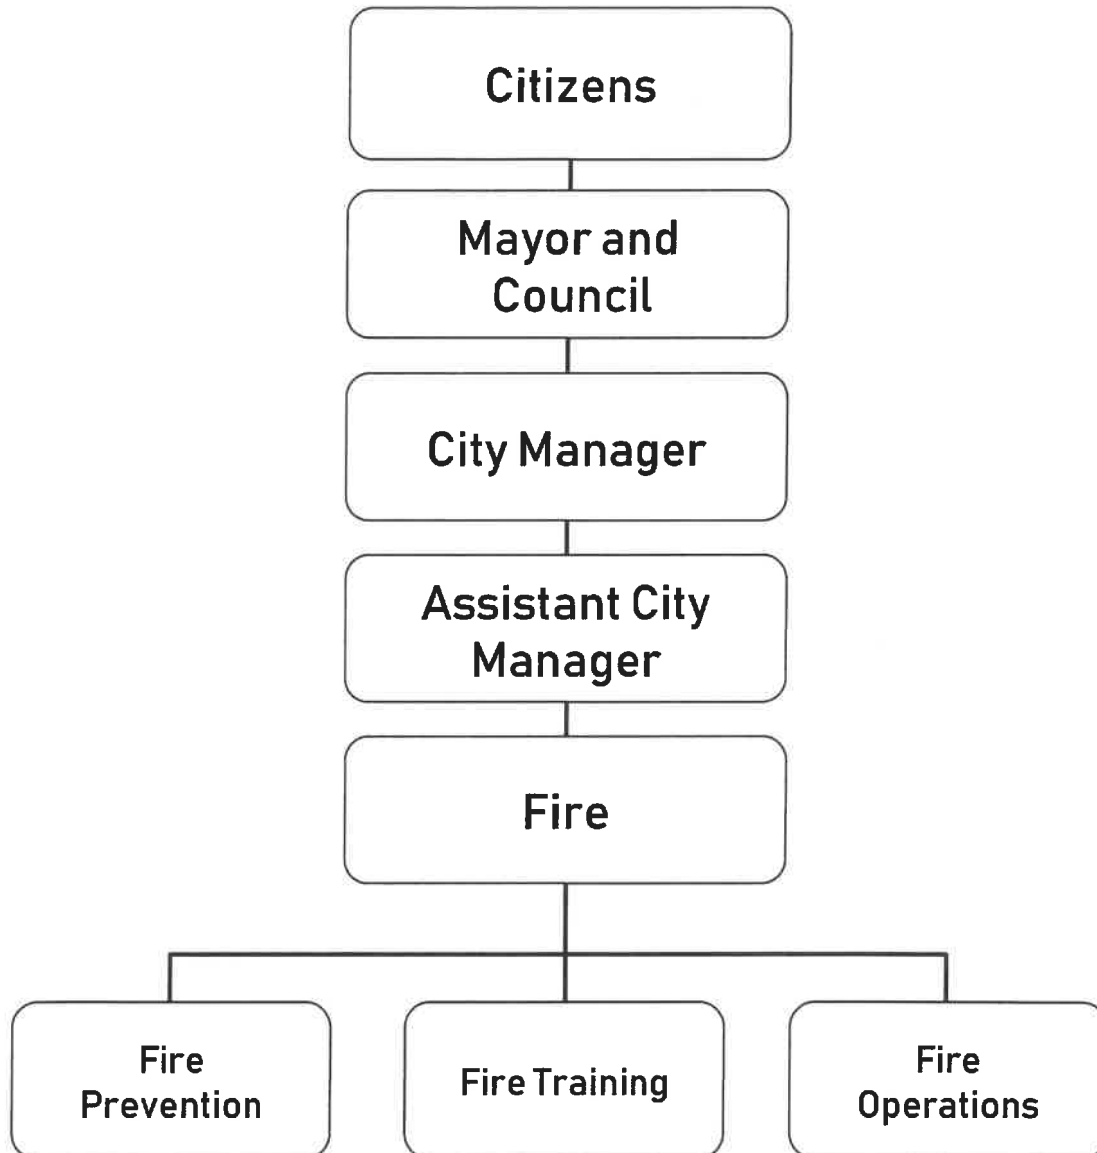 Citizens
Mayor and
Council
City Manager
Assistant City
Manager
Fire
Fire
Prevention
Fire Training
Fire
Operations